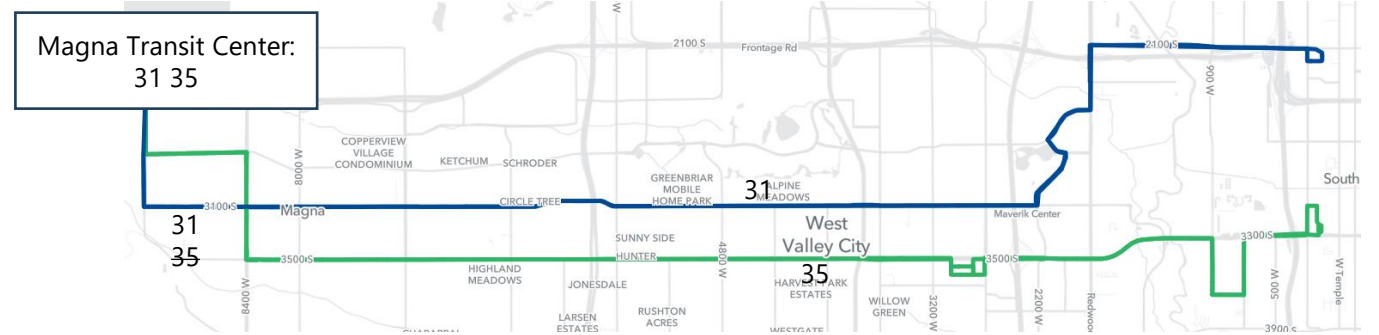 Magna Transit Center:
31 35
2100 S
Frontage Rd
2100 S
900 W
COPPERVIEW
VILLAGE
CONDOMINIUM
KETCHUM
SCHRODER
8000 W
GREENBRIAR
MOBILE
HOME PARK
31
ALPINE
MEADOWS
South
3100 S
Magna
CIRCLE TREE
Maverik Center
31
35
West
Valley City
SUNNY SIDE
HUNTER
4800 W
3300 S
3500 S
3500 S
HIGHLAND
MEADOWS
JONESDALE
35
HARVEST PARK
ESTATES
WILLOW
GREEN
8400 W
3200 W
2200 W
Redwood
500 W
W Temple
LARSEN
ESTATES
RUSHTON
ACRES
WESTGATE
3900 S